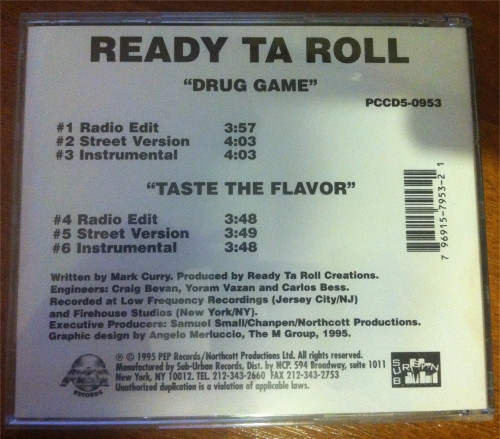 READY TA ROLL
"DRUG GAME"
PCCD5-0953
#1 Radio Edit 3:57
#2 Street Version 4:03
#3 Instrumental 4:03
"TASTE THE FLAVOR"
#4 Radio Edit 3:48
#5 Street Version 3:49
#6 Instrumental 3:48
7 96915-7953-2 1
Written by Mark Curry. Produced by Ready Ta Roll Creations.
Engineers: Craig Bevan, Yoram Vazan and Carlos Bess.
Recorded at Low Frequency Recordings (Jersey City/NJ)
and Firehouse Studios (New York/NY).
Executive Producers: Samuel Small/Chanpen/Northcott Productions.
Graphic design by Angelo Merluccio, The M Group, 1995.
℗ © 1995 PEP Records/Northcott Productions Ltd. All rights reserved.
Manufactured by Sub-Urban Records, Dist. by NCP. 594 Broadway, suite 1011
New York, NY 10012. TEL. 212-343-2660 FAX 212-343-2753
Unauthorized duplication is a violation of applicable laws.
RECORDS
SUB URBAN